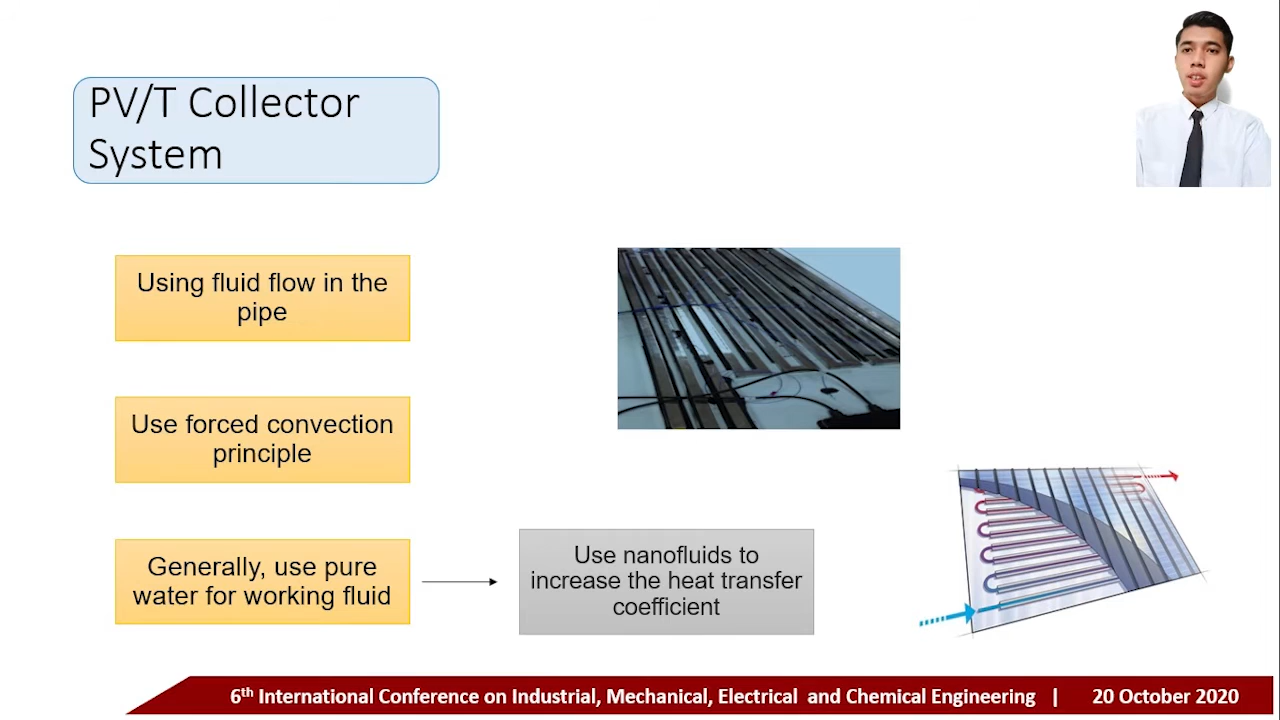 PV/T Collector
System
Using fluid flow in the
pipe
Use forced convection
principle
Generally, use pure
water for working fluid
Use nanofluids to
increase the heat transfer
coefficient
6th International Conference on Industrial, Mechanical, Electrical and Chemical Engineering | 20 October 2020